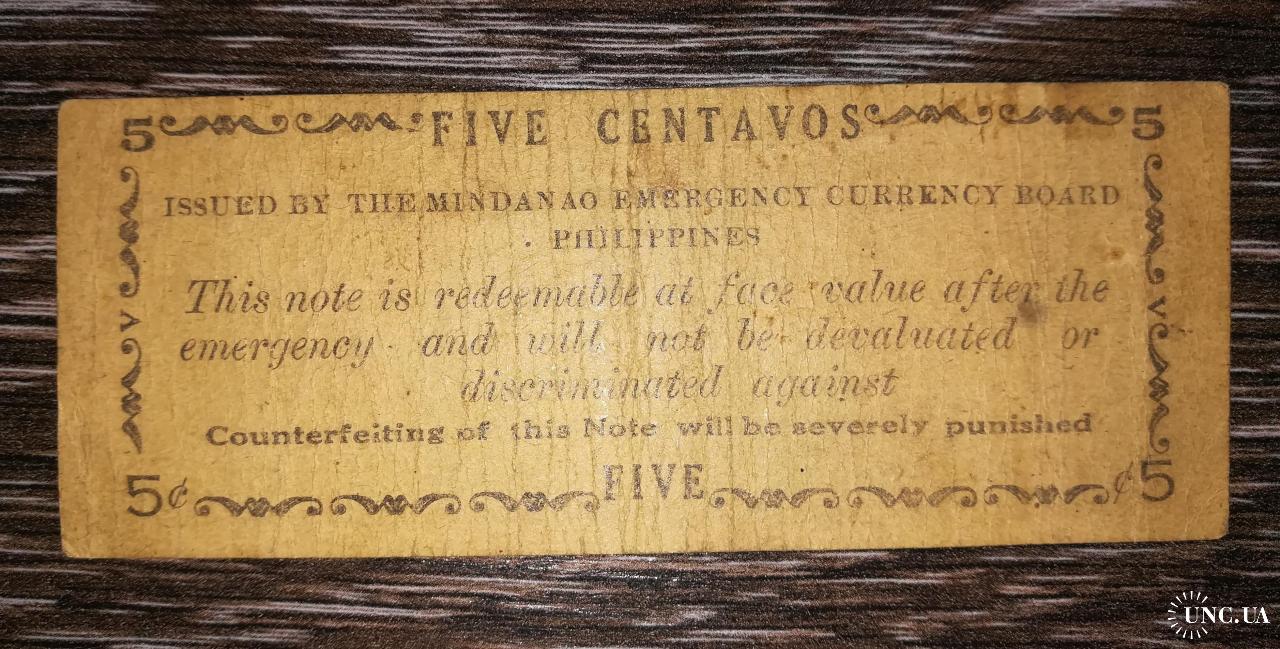 5 FIVE CENTAVOS 5
ISSUED BY THE MINDANAO EMERGENCY CURRENCY BOARD
PHILIPPINES
This note is redeemable at face value after the
emergency and will not be devaluated or
discriminated against
Counterfeiting of this Note will be severely punished
5¢ FIVE ¢5
UNC.UA